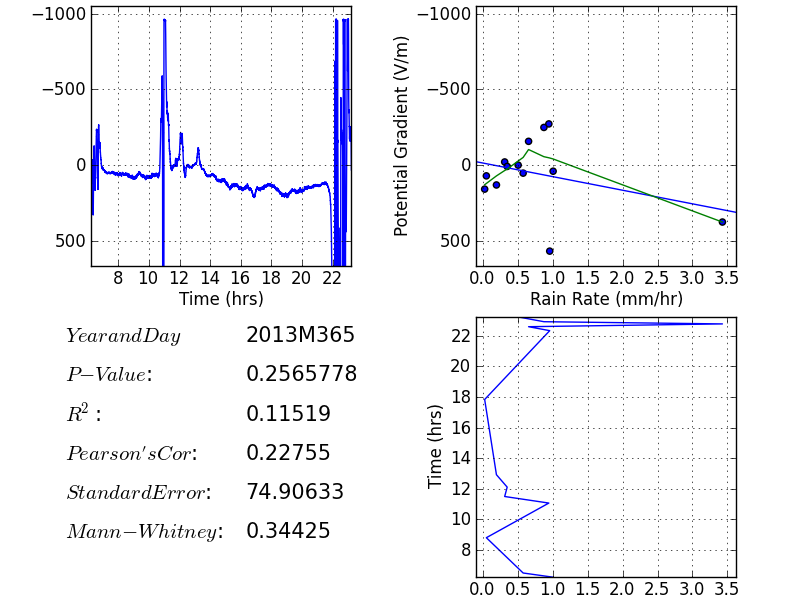 −1000
−500
0
500
8 10 12 14 16 18 20 22
Time (hrs)
Potential Gradient (V/m)
−1000
−500
0
500
0.0 0.5 1.0 1.5 2.0 2.5 3.0 3.5
Rain Rate (mm/hr)
YearandDay 2013M365
P−Value: 0.2565778
R²: 0.11519
Pearson'sCor: 0.22755
StandardError: 74.90633
Mann−Whitney: 0.34425
Time (hrs)
22
20
18
16
14
12
10
8
0.0 0.5 1.0 1.5 2.0 2.5 3.0 3.5